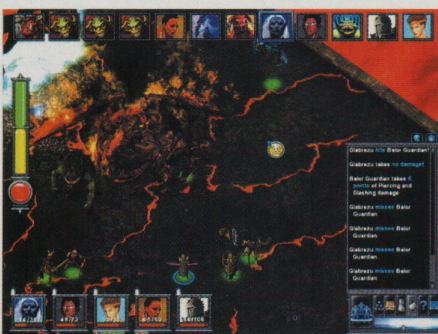 Glabrezu hits Balor Guardian!
Glabrezu takes no damage!
Balor Guardian takes 6
points of Piercing and
Slashing damage
Glabrezu misses Balor
Guardian
Glabrezu misses Balor
Guardian
Glabrezu misses Balor
Guardian
Glabrezu misses Balor
Guardian